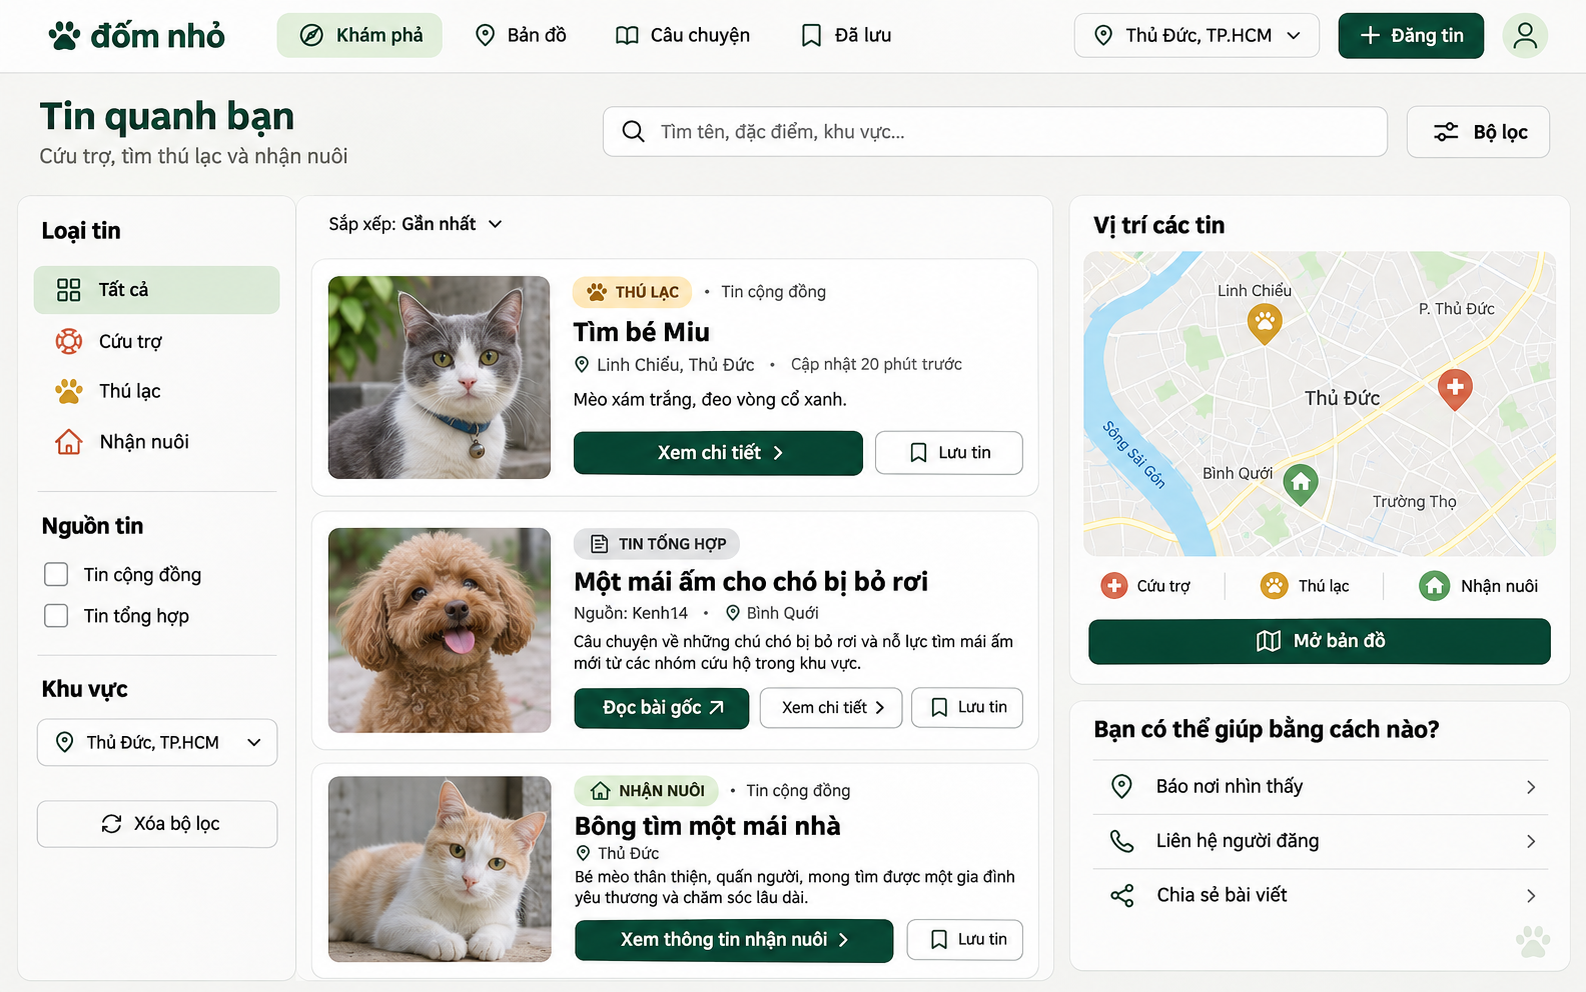 đốm nhỏ
Khám phá
Bản đồ
Câu chuyện
Đã lưu
Thủ Đức, TP.HCM
Đăng tin
Tin quanh bạn
Cứu trợ, tìm thú lạc và nhận nuôi
Tìm tên, đặc điểm, khu vực...
Bộ lọc
Loại tin
Tất cả
Cứu trợ
Thú lạc
Nhận nuôi
Nguồn tin
Tin cộng đồng
Tin tổng hợp
Khu vực
Thủ Đức, TP.HCM
Xóa bộ lọc
Sắp xếp: Gần nhất
THÚ LẠC • Tin cộng đồng
Tìm bé Miu
Linh Chiểu, Thủ Đức • Cập nhật 20 phút trước
Mèo xám trắng, đeo vòng cổ xanh.
Xem chi tiết
Lưu tin
TIN TỔNG HỢP
Một mái ấm cho chó bị bỏ rơi
Nguồn: Kenh14 • Bình Quới
Câu chuyện về những chú chó bị bỏ rơi và nỗ lực tìm mái ấm
mới từ các nhóm cứu hộ trong khu vực.
Đọc bài gốc
Xem chi tiết
Lưu tin
NHẬN NUÔI • Tin cộng đồng
Bông tìm một mái nhà
Thủ Đức
Bé mèo thân thiện, quấn người, mong tìm được một gia đình
yêu thương và chăm sóc lâu dài.
Xem thông tin nhận nuôi
Lưu tin
Vị trí các tin
Linh Chiểu
P. Thủ Đức
Thủ Đức
Sông Sài Gòn
Bình Quới
Trường Thọ
Cứu trợ
Thú lạc
Nhận nuôi
Mở bản đồ
Bạn có thể giúp bằng cách nào?
Báo nơi nhìn thấy
Liên hệ người đăng
Chia sẻ bài viết